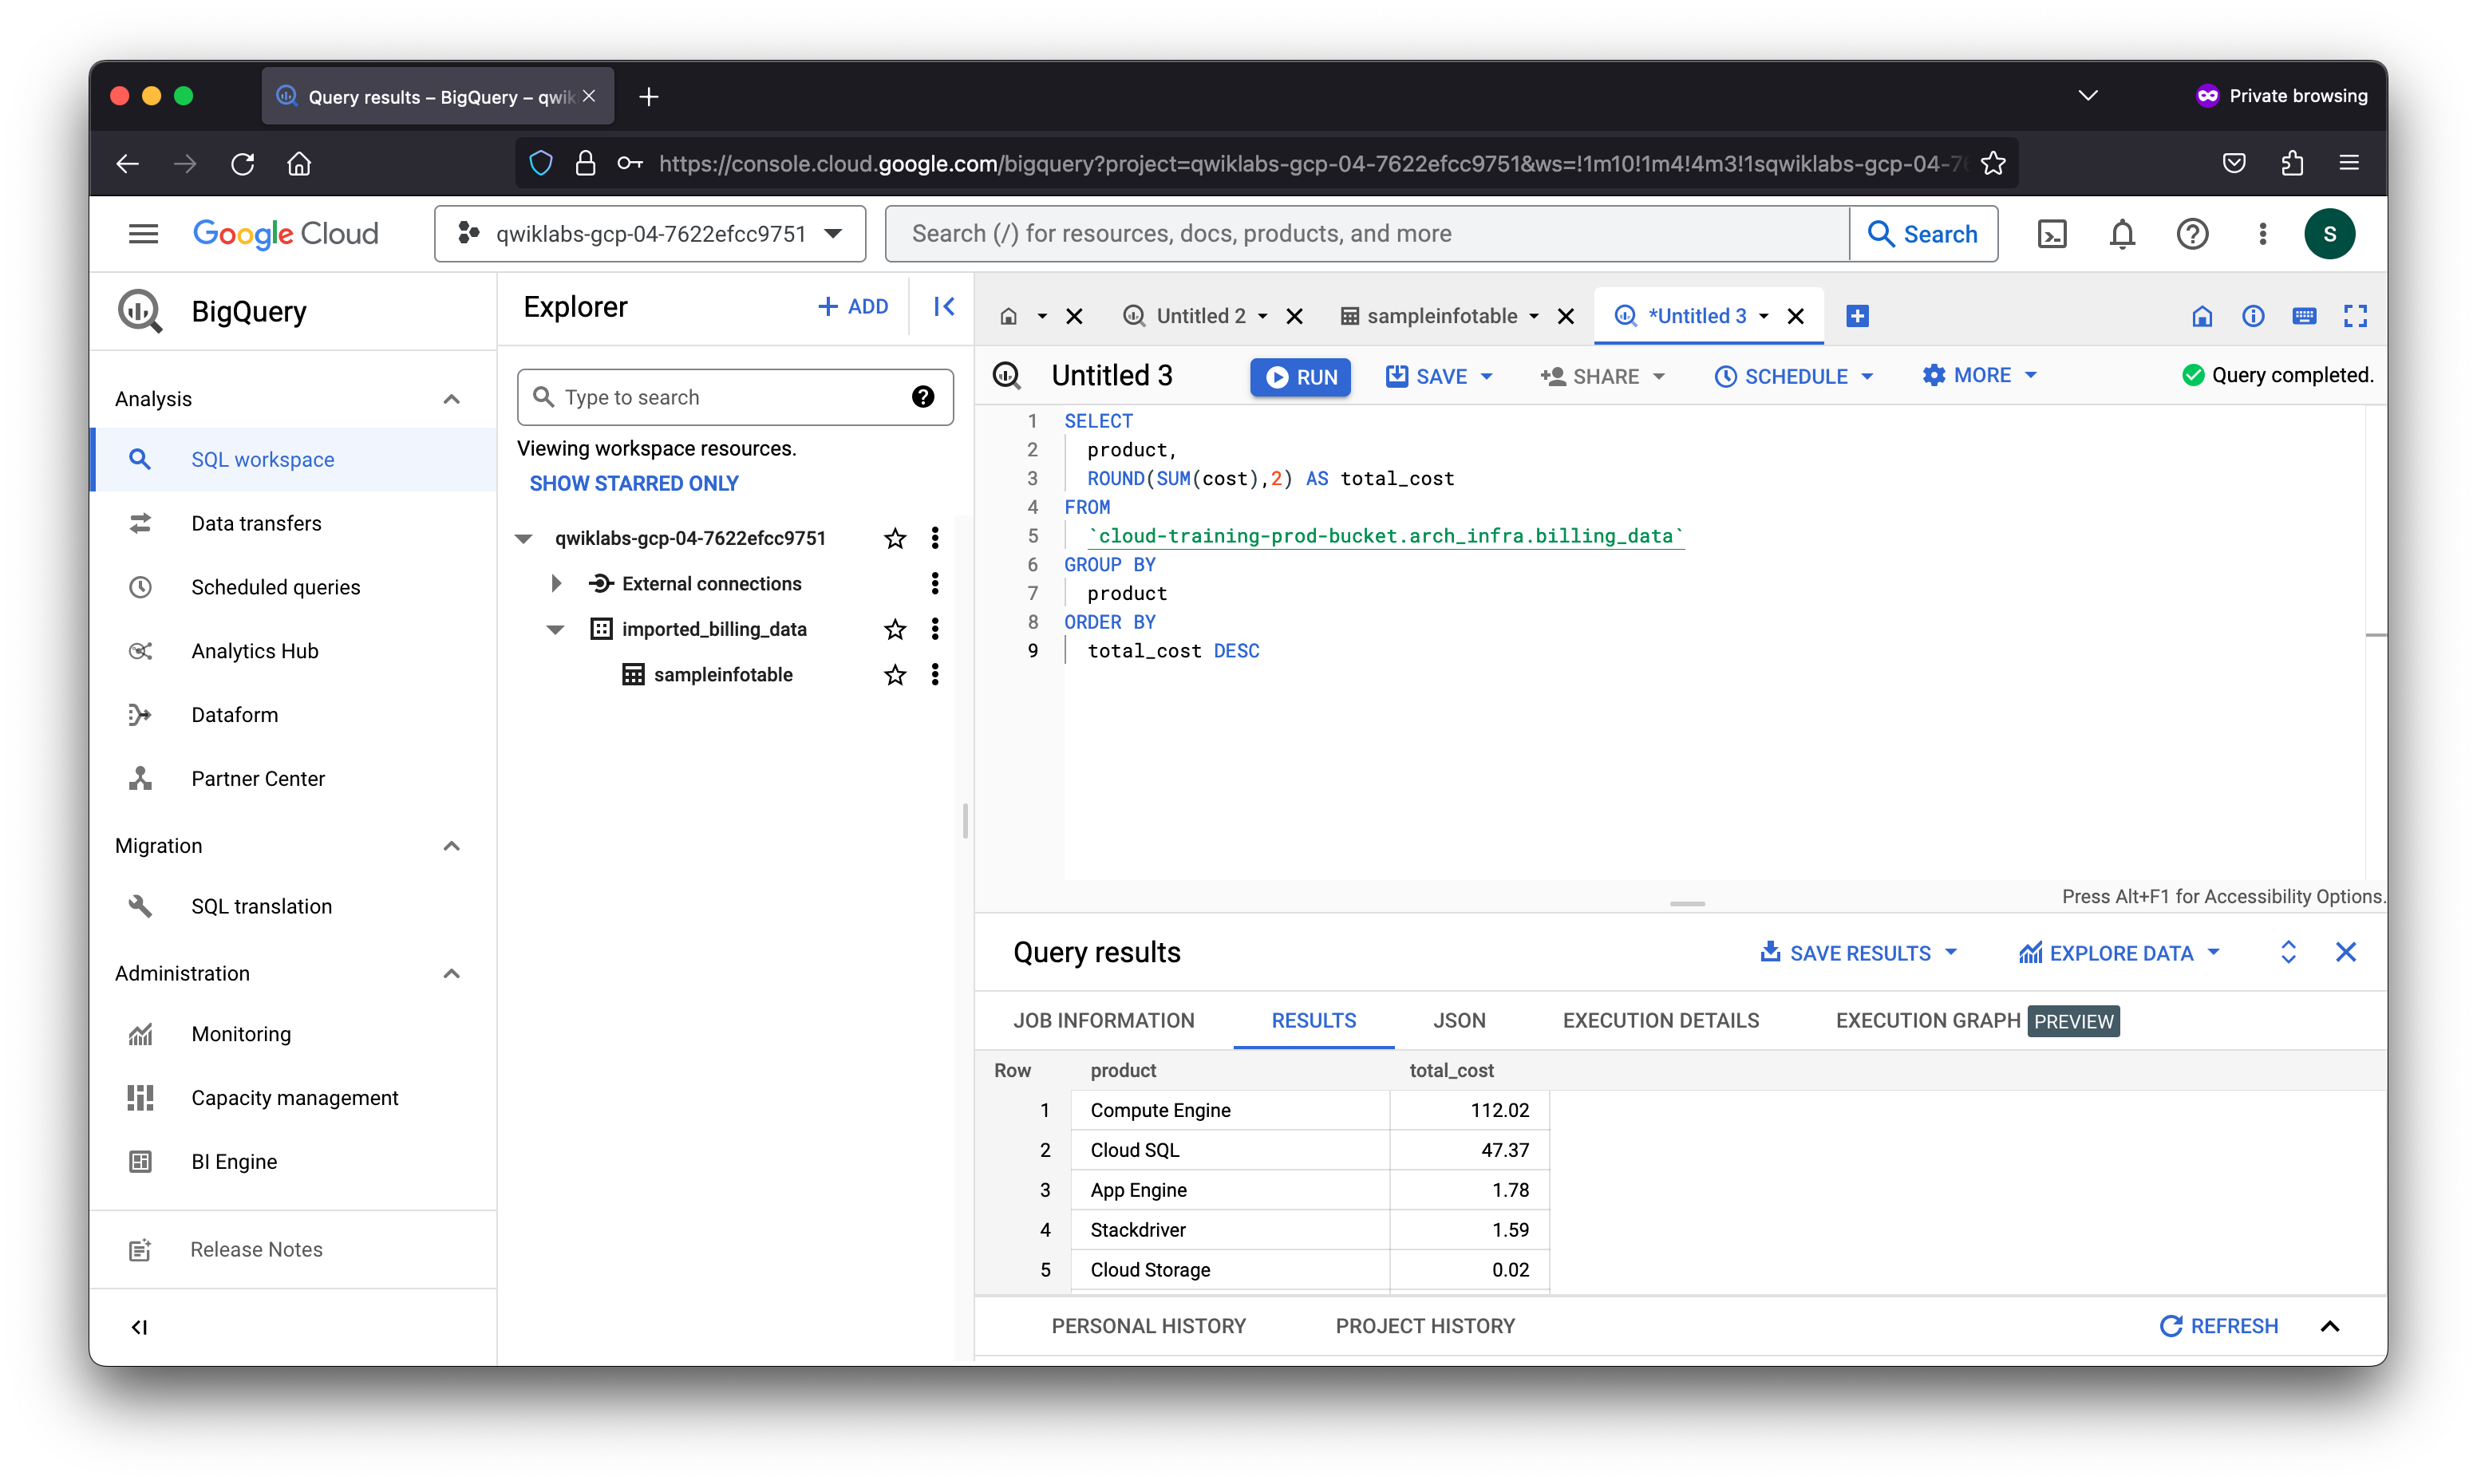 Query results – BigQuery – qwik
Private browsing
https://console.cloud.google.com/bigquery?project=qwiklabs-gcp-04-7622efcc9751&ws=!1m10!1m4!4m3!1sqwiklabs-gcp-04-7
Google Cloud
qwiklabs-gcp-04-7622efcc9751
Search (/) for resources, docs, products, and more
Search
S
BigQuery
Analysis
SQL workspace
Data transfers
Scheduled queries
Analytics Hub
Dataform
Partner Center
Migration
SQL translation
Administration
Monitoring
Capacity management
BI Engine
Release Notes
Explorer
+ ADD
Type to search
Viewing workspace resources.
SHOW STARRED ONLY
qwiklabs-gcp-04-7622efcc9751
External connections
imported_billing_data
sampleinfotable
Untitled 2
sampleinfotable
*Untitled 3
Untitled 3
RUN
SAVE
SHARE
SCHEDULE
MORE
Query completed.
1 SELECT
2 product,
3 ROUND(SUM(cost),2) AS total_cost
4 FROM
5 `cloud-training-prod-bucket.arch_infra.billing_data`
6 GROUP BY
7 product
8 ORDER BY
9 total_cost DESC
Press Alt+F1 for Accessibility Options.
Query results
SAVE RESULTS
EXPLORE DATA
JOB INFORMATION
RESULTS
JSON
EXECUTION DETAILS
EXECUTION GRAPH PREVIEW
Row product total_cost
1 Compute Engine 112.02
2 Cloud SQL 47.37
3 App Engine 1.78
4 Stackdriver 1.59
5 Cloud Storage 0.02
PERSONAL HISTORY
PROJECT HISTORY
REFRESH